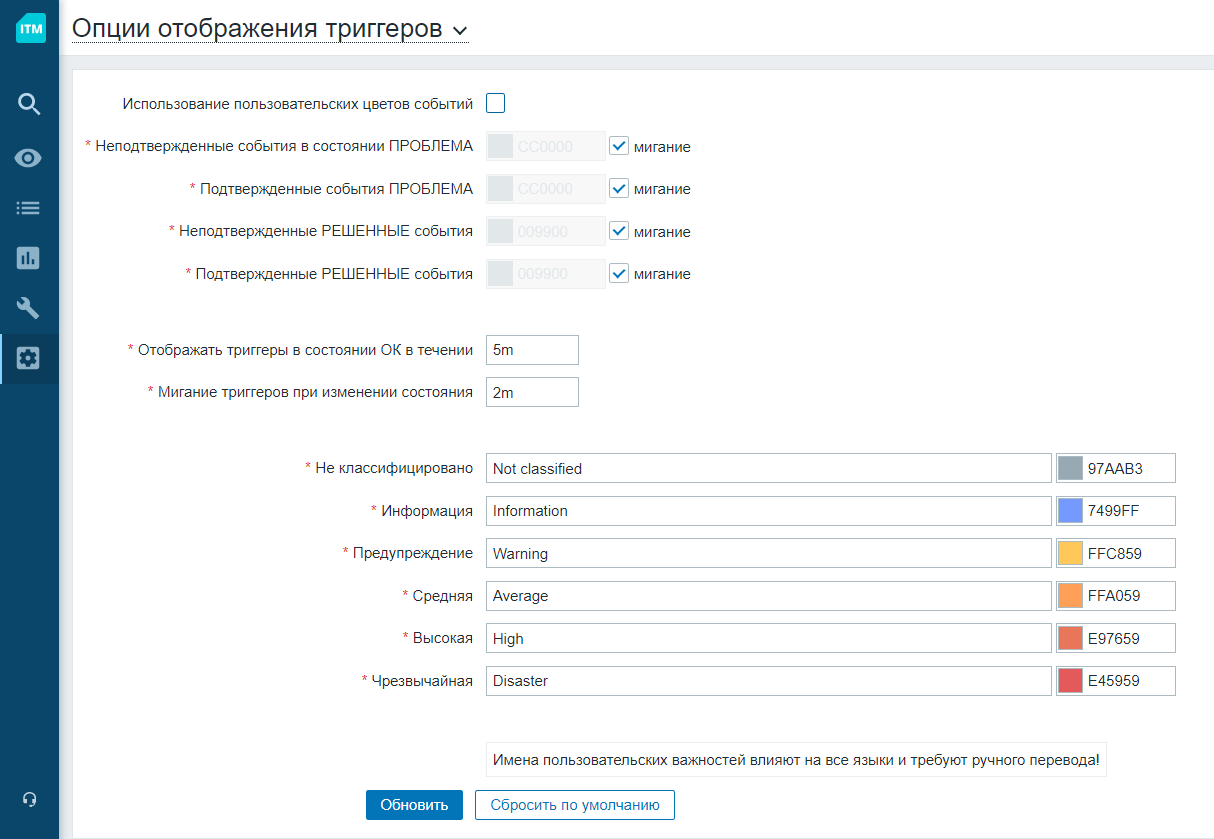 ITM
Опции отображения триггеров
Использование пользовательских цветов событий
* Неподтвержденные события в состоянии ПРОБЛЕМА CC0000 мигание
* Подтвержденные события ПРОБЛЕМА CC0000 мигание
* Неподтвержденные РЕШЕННЫЕ события 009900 мигание
* Подтвержденные РЕШЕННЫЕ события 009900 мигание
* Отображать триггеры в состоянии ОК в течении 5m
* Мигание триггеров при изменении состояния 2m
* Не классифицировано Not classified 97AAB3
* Информация Information 7499FF
* Предупреждение Warning FFC859
* Средняя Average FFA059
* Высокая High E97659
* Чрезвычайная Disaster E45959
Имена пользовательских важностей влияют на все языки и требуют ручного перевода!
Обновить Сбросить по умолчанию